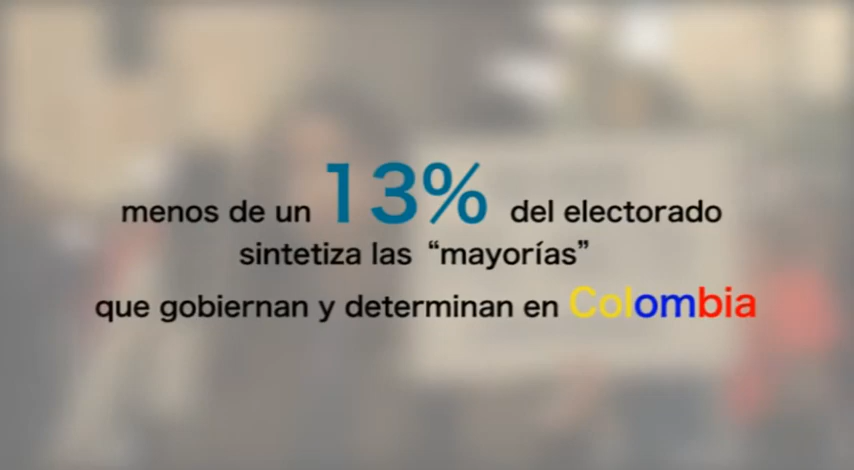 menos de un 13% del electorado
sintetiza las “mayorías”
que gobiernan y determinan en Colombia